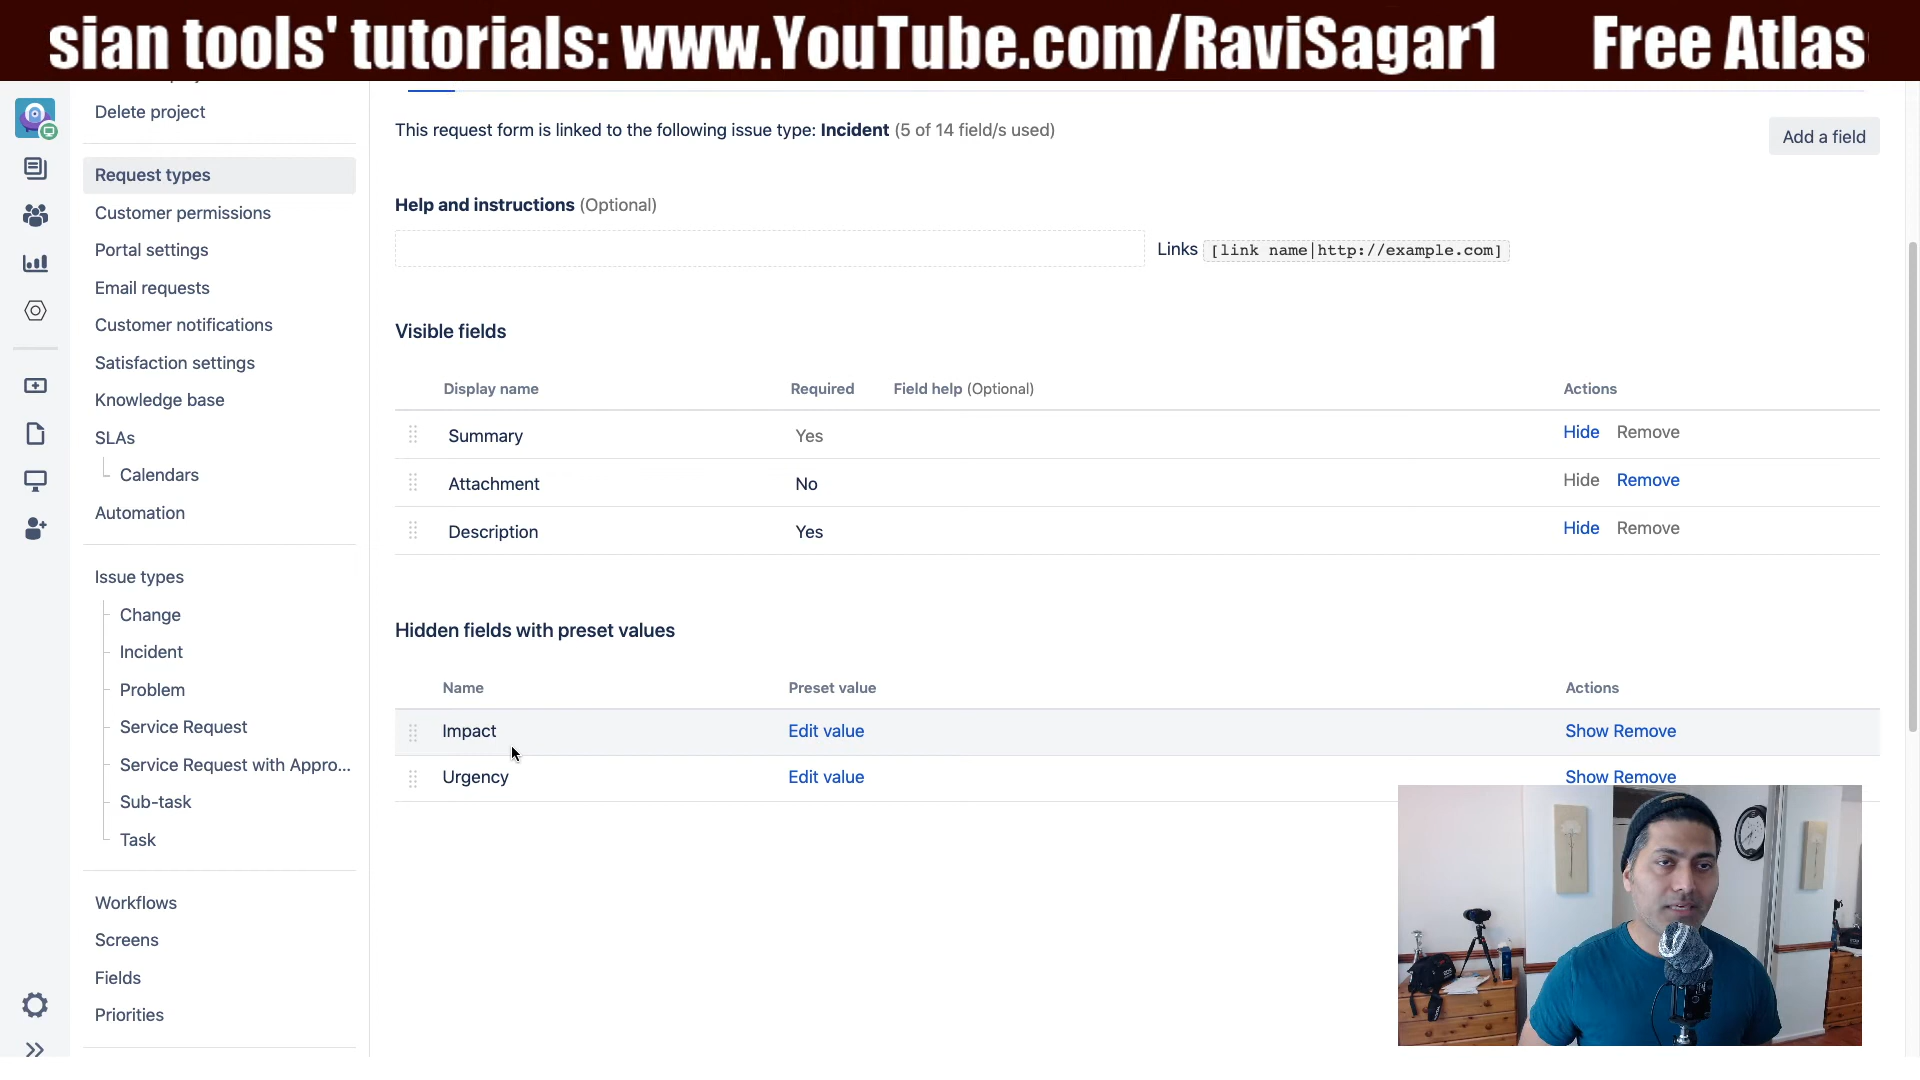 sian tools' tutorials: www.YouTube.com/RaviSagar1 Free Atlas
Delete project
Request types
Customer permissions
Portal settings
Email requests
Customer notifications
Satisfaction settings
Knowledge base
SLAs
Calendars
Automation
Issue types
Change
Incident
Problem
Service Request
Service Request with Appro...
Sub-task
Task
Workflows
Screens
Fields
Priorities
This request form is linked to the following issue type: Incident (5 of 14 field/s used)
Add a field
Help and instructions (Optional)
Links [link name|http://example.com]
Visible fields
Display name Required Field help (Optional) Actions
Summary Yes Hide Remove
Attachment No Hide Remove
Description Yes Hide Remove
Hidden fields with preset values
Name Preset value Actions
Impact Edit value Show Remove
Urgency Edit value Show Remove